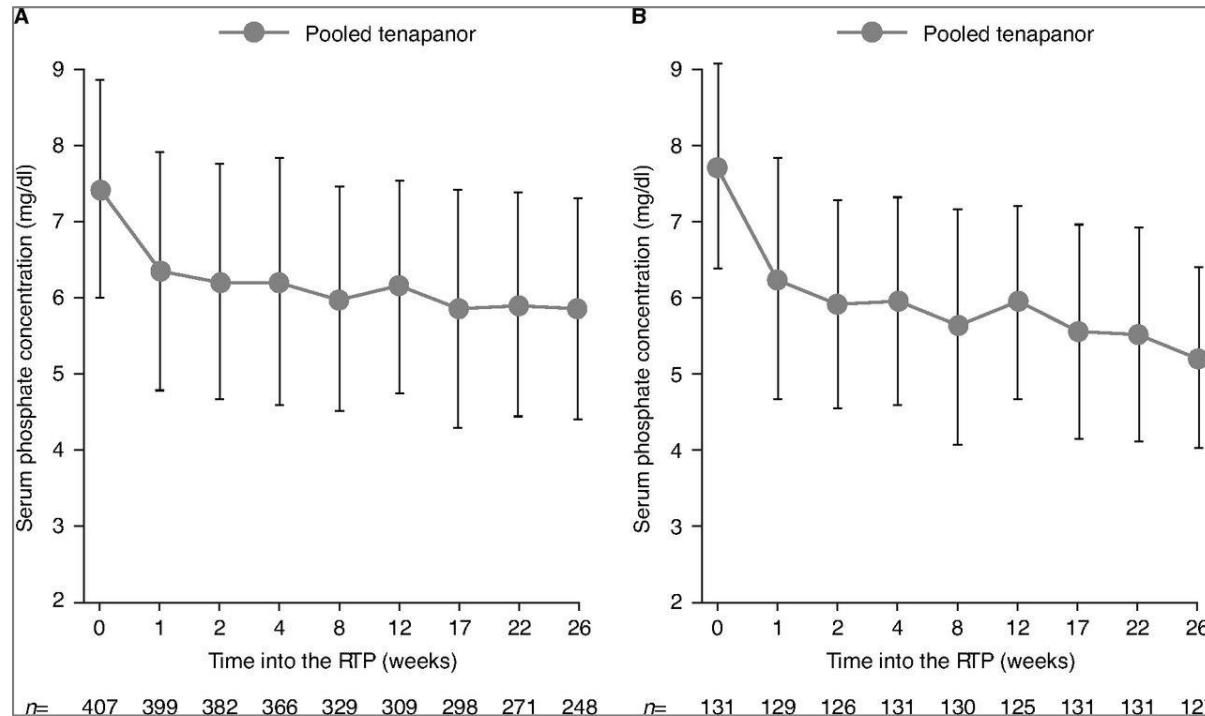 A
Pooled tenapanor
Serum phosphate concentration (mg/dl)
9
8
7
6
5
4
3
2
0 1 2 4 8 12 17 22 26
Time into the RTP (weeks)
n= 407 399 382 366 329 309 298 271 248
B
Pooled tenapanor
Serum phosphate concentration (mg/dl)
9
8
7
6
5
4
3
2
0 1 2 4 8 12 17 22 26
Time into the RTP (weeks)
n= 131 129 126 131 130 125 131 131